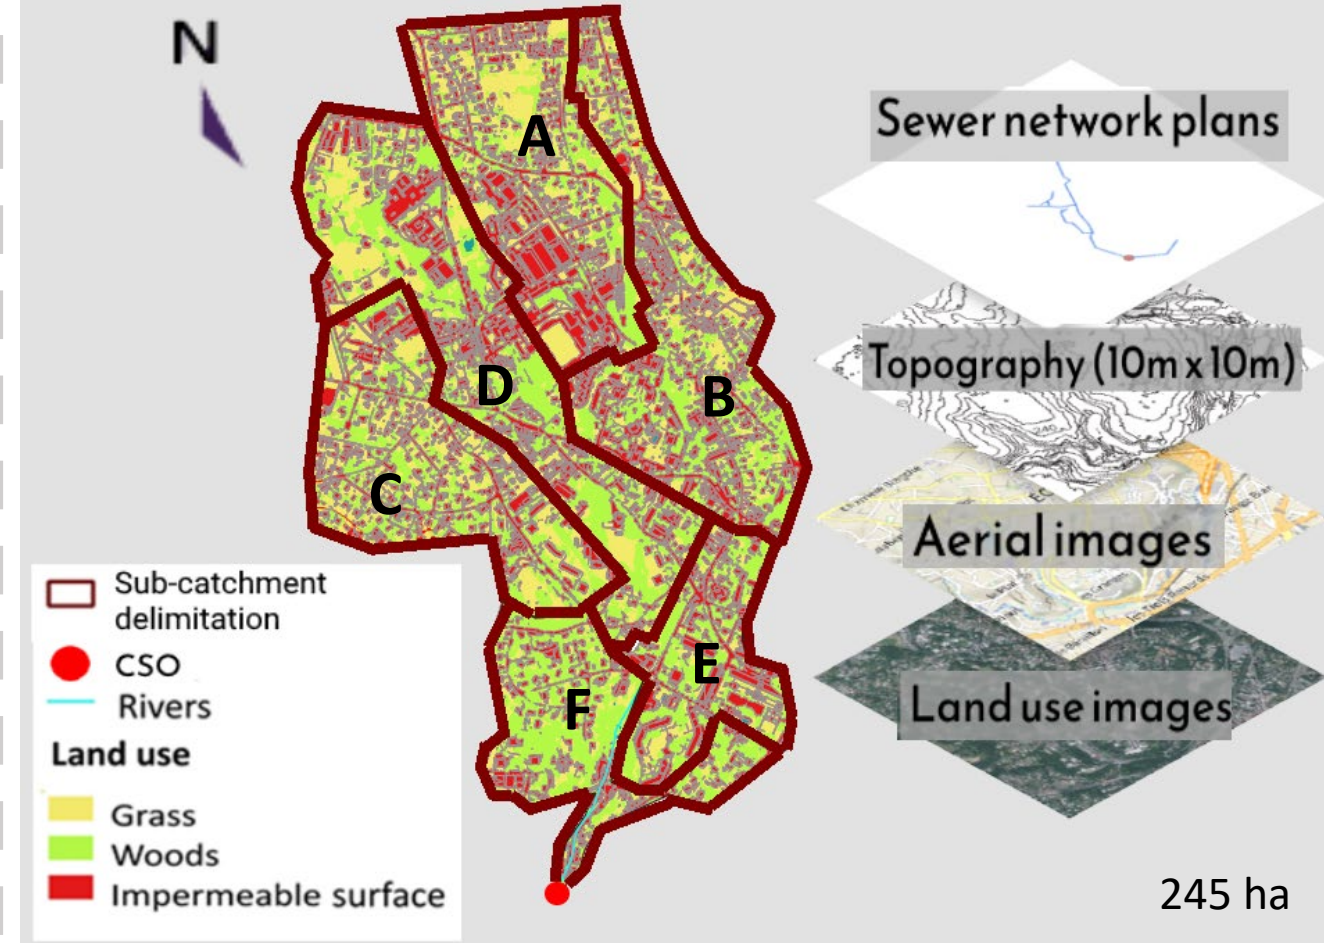 N
A
B
C
D
E
F
Sub-catchment
delimitation
CSO
Rivers
Land use
Grass
Woods
Impermeable surface
Sewer network plans
Topography (10m x 10m)
Aerial images
Land use images
245 ha